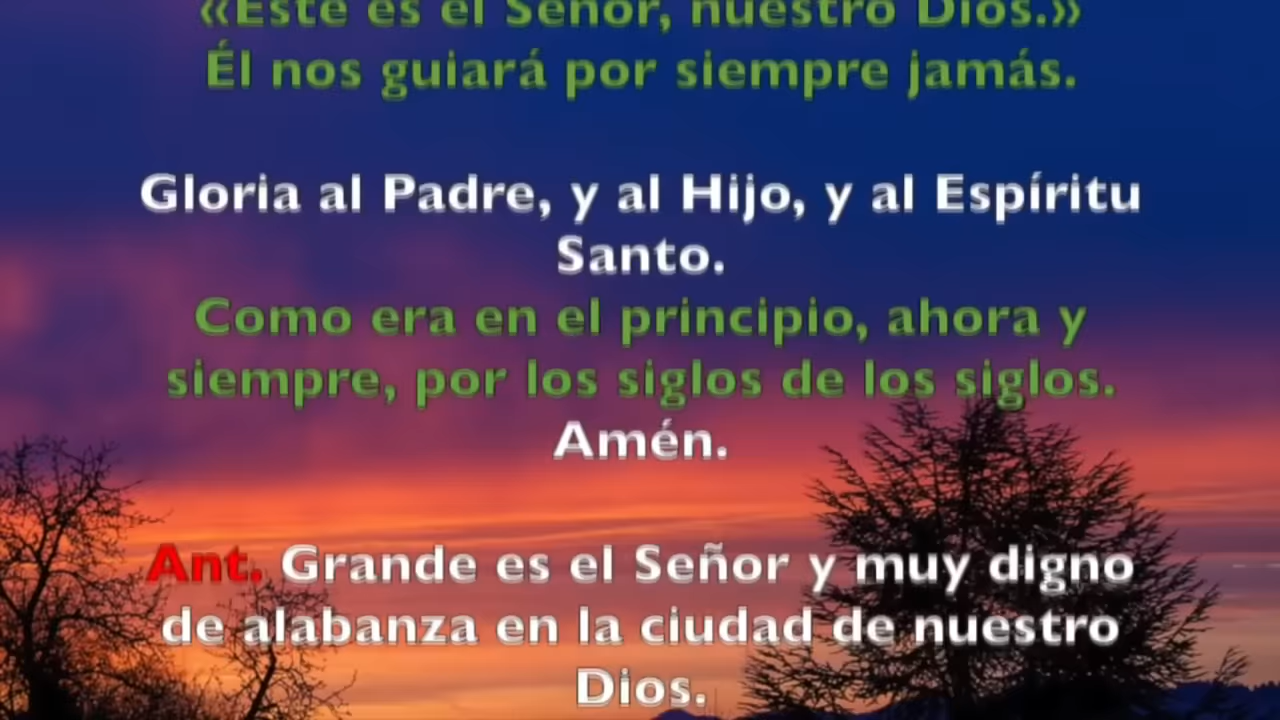 «Este es el Señor, nuestro Dios.»
Él nos guiará por siempre jamás.
Gloria al Padre, y al Hijo, y al Espíritu
Santo.
Como era en el principio, ahora y
siempre, por los siglos de los siglos.
Amén.
Ant. Grande es el Señor y muy digno
de alabanza en la ciudad de nuestro
Dios.